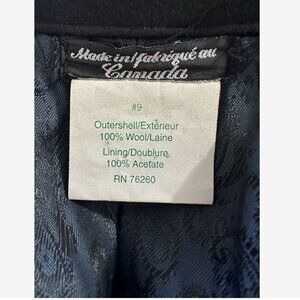 Made in/fabriqué au
Canada
#9
Outershell/Extérieur
100% Wool/Laine
Lining/Doublure
100% Acetate
RN 76260